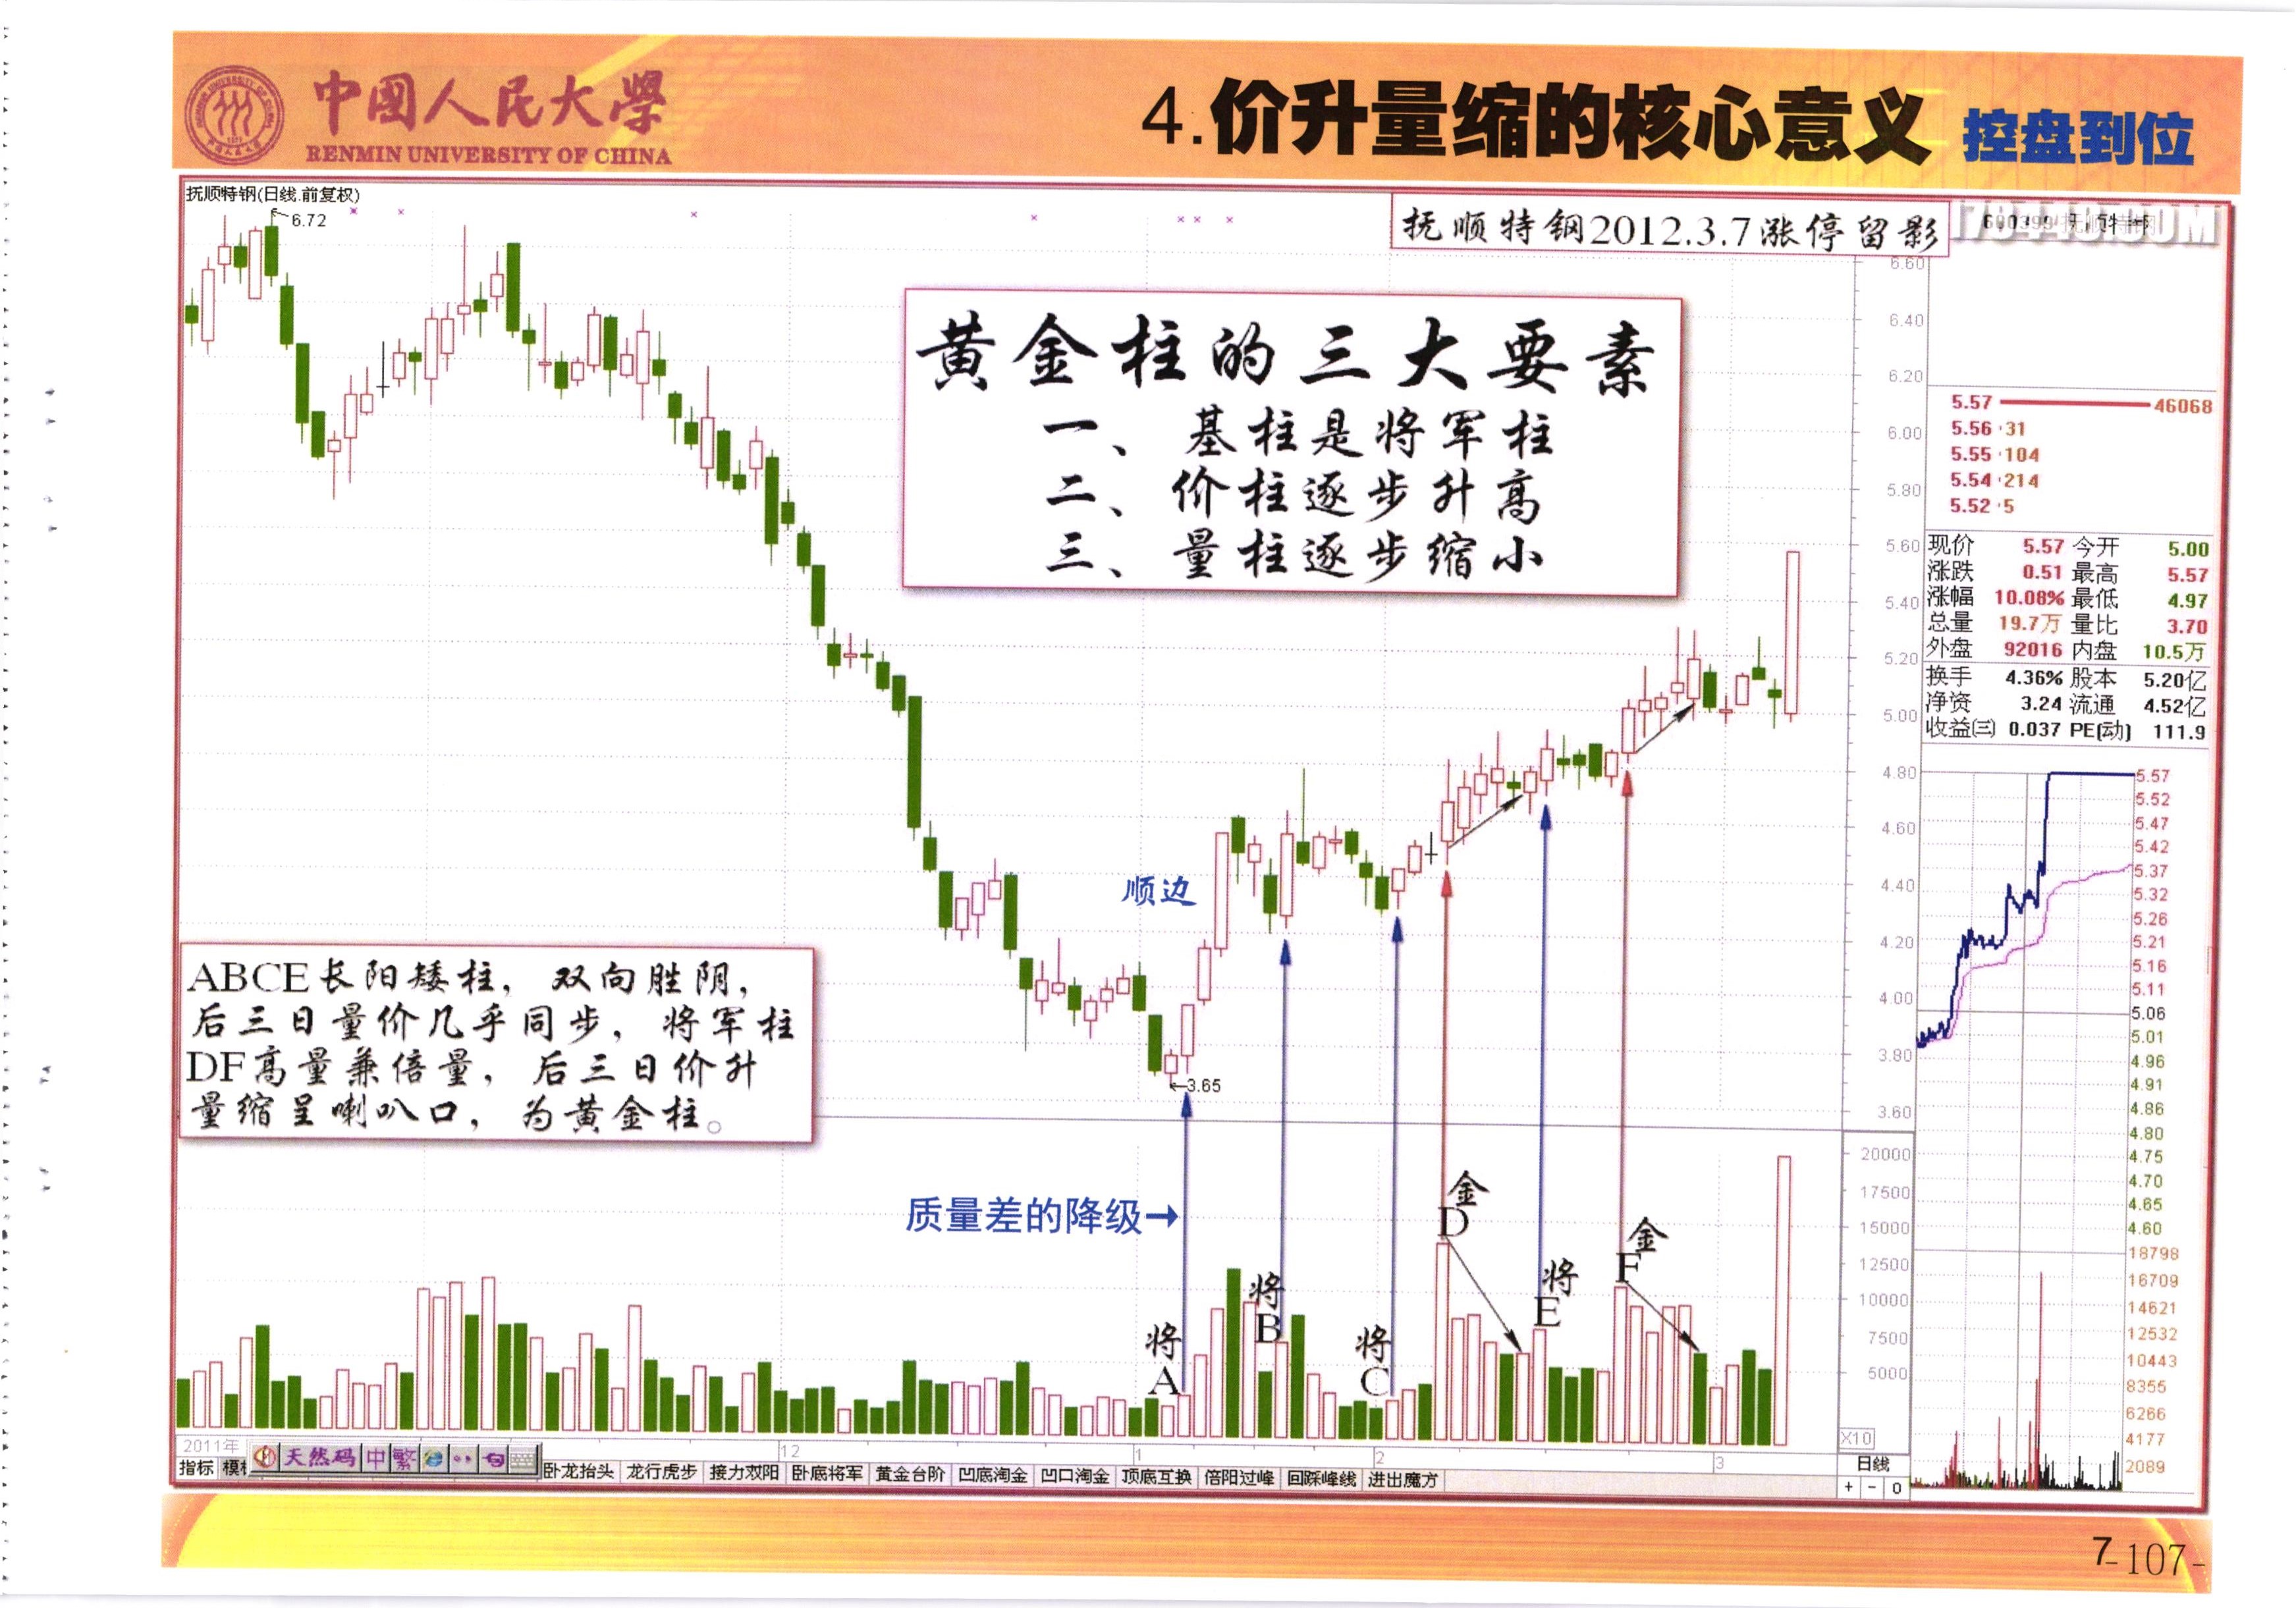 中國人民大學
RENMIN UNIVERSITY OF CHINA
4.价升量缩的核心意义 控盘到位
抚顺特钢(日线.前复权)
6.72
抚顺特钢2012.3.7涨停留影
600399 抚顺特钢
黄金柱的三大要素
一、基柱是将军柱
二、价柱逐步升高
三、量柱逐步缩小
6.60
6.40
6.20
6.00
5.80
5.60
5.40
5.20
5.00
4.80
4.60
4.40
4.20
4.00
3.80
3.60
5.57 46068
5.56 31
5.55 104
5.54 214
5.52 5
现价 5.57 今开 5.00
涨跌 0.51 最高 5.57
涨幅 10.08% 最低 4.97
总量 19.7万 量比 3.70
外盘 92016 内盘 10.5万
换手 4.36% 股本 5.20亿
净资 3.24 流通 4.52亿
收益(三) 0.037 PE(动) 111.9
5.57
5.52
5.47
5.42
5.37
5.32
5.26
5.21
5.16
5.11
5.06
5.01
4.96
4.91
4.86
4.80
4.75
4.70
4.65
4.60
18798
16709
14621
12532
10443
8355
6266
4177
2089
顺边
3.65
ABCE长阳矮柱，双向胜阴，
后三日量价几乎同步，将军柱
DF高量兼倍量，后三日价升
量缩呈喇叭口，为黄金柱。
质量差的降级→
将
A
将
B
将
C
金
D
将
E
金
F
20000
17500
15000
12500
10000
7500
5000
X10
2011年 12 1 2 3
日线
指标 模 天然码 中 繁 卧龙抬头 龙行虎步 接力双阳 卧底将军 黄金台阶 凹底淘金 凹口淘金 顶底互换 倍阳过峰 回踩峰线 进出魔方
+ - 0
7-107-